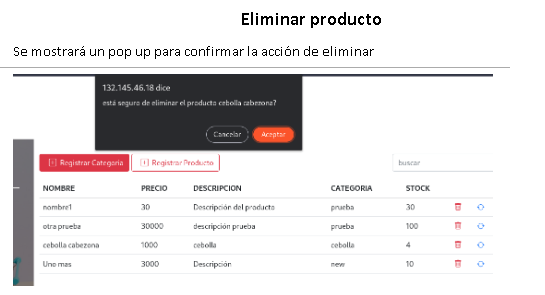 Eliminar producto
Se mostrará un pop up para confirmar la acción de eliminar
132.145.46.18 dice
está seguro de eliminar el producto cebolla cabezona?
Cancelar Aceptar
[+] Registrar Categoria [+] Registrar Producto buscar
NOMBRE PRECIO DESCRIPCION CATEGORIA STOCK
nombre1 30 Descripción del producto prueba 30
otra prueba 30000 descripción prueba prueba 100
cebolla cabezona 1000 cebolla cebolla 4
Uno mas 3000 Descripción new 10